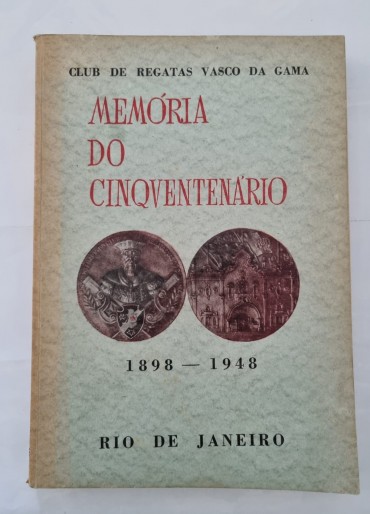 CLUB DE REGATAS VASCO DA GAMA
MEMÓRIA
DO
CINQVENTENÁRIO
1898 — 1948
RIO DE JANEIRO